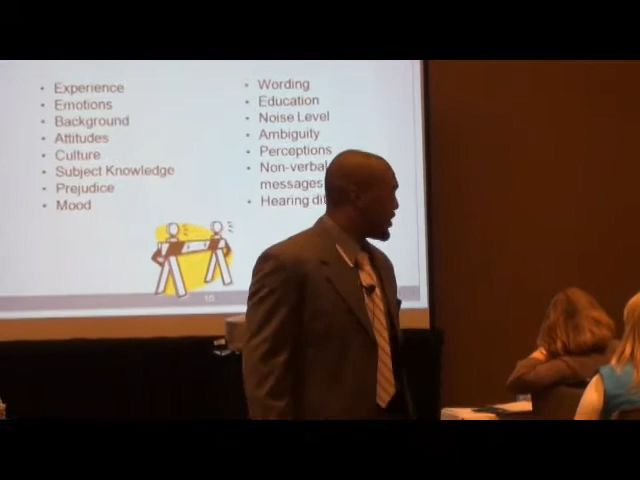 • Experience
• Emotions
• Background
• Attitudes
• Culture
• Subject Knowledge
• Prejudice
• Mood
• Wording
• Education
• Noise Level
• Ambiguity
• Perceptions
• Non-verbal
messages
• Hearing
10